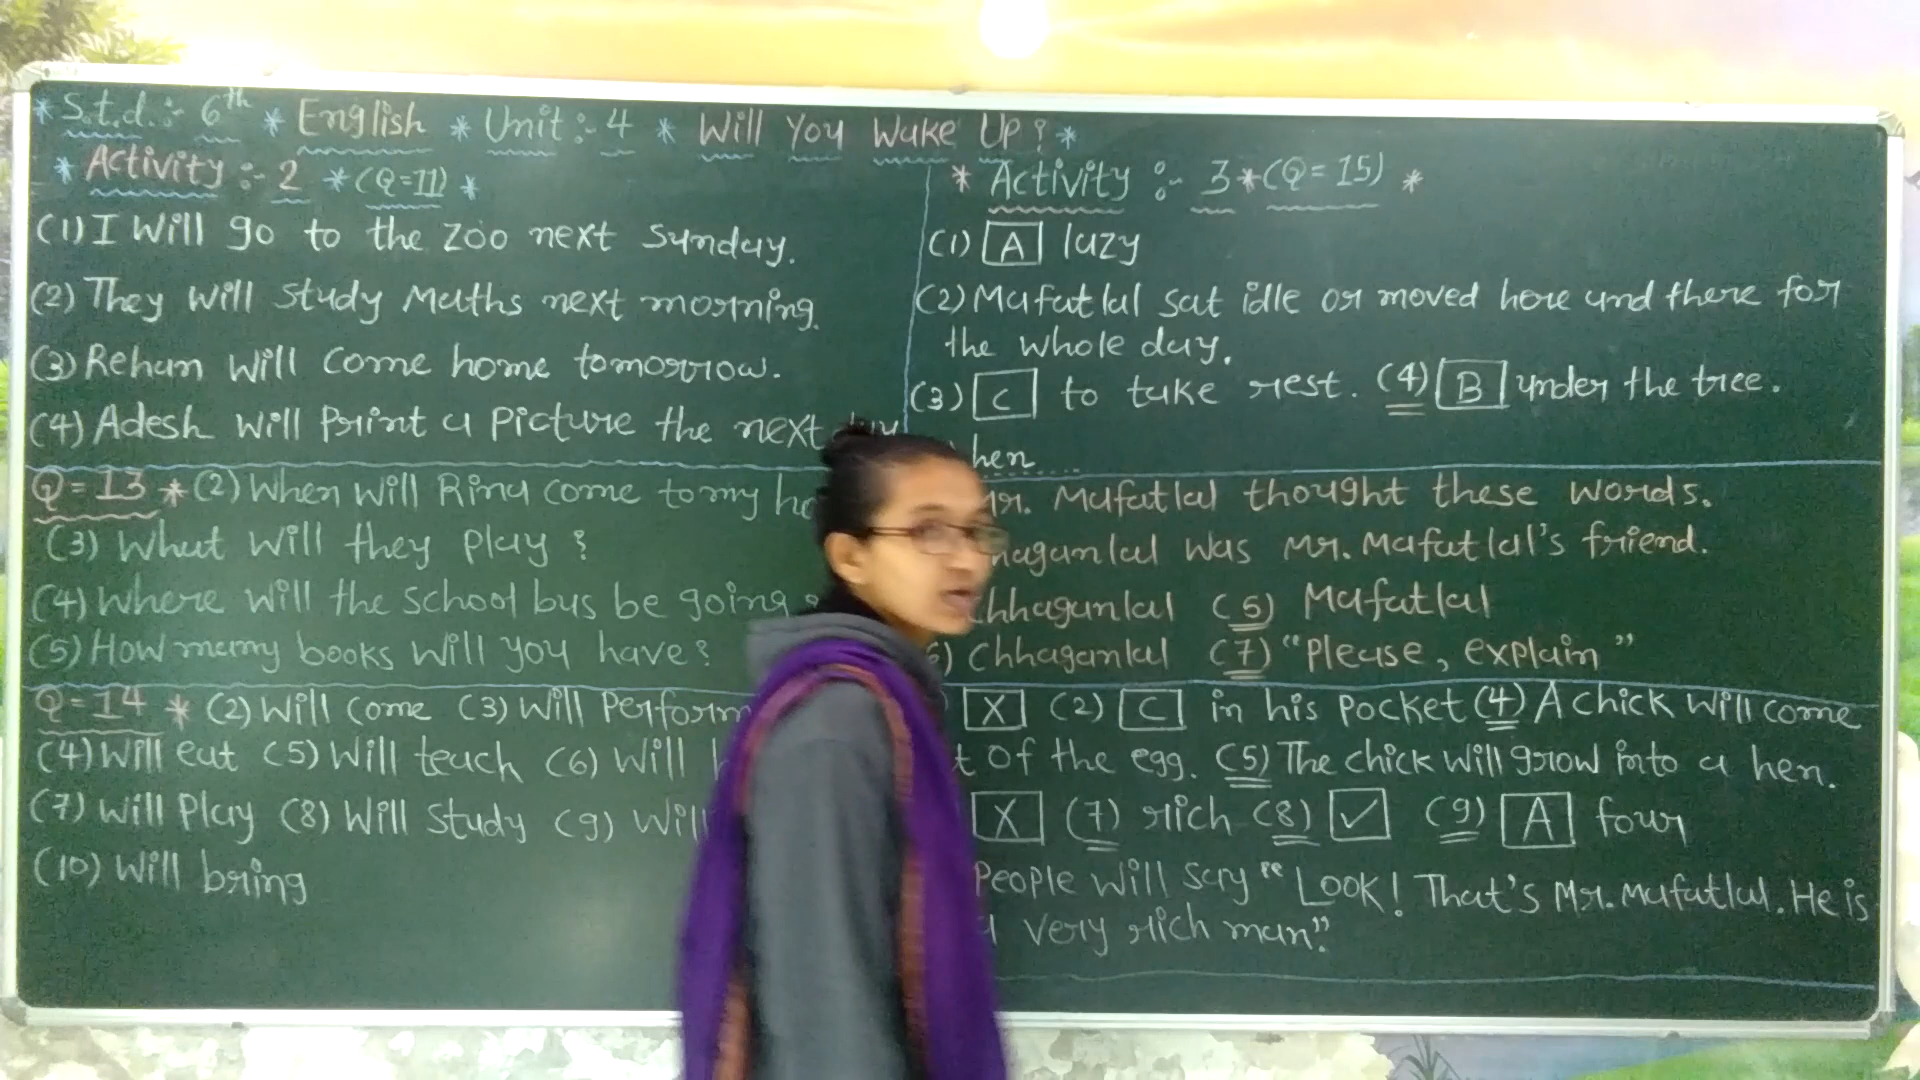 * S.t.d. :- 6th * English * Unit :- 4 * Will You Wake Up? *
* Activity :- 2 * (Q=11) *
(1) I Will go to the zoo next Sunday.
(2) They will study Maths next morning.
(3) Rehan will come home tomorrow.
(4) Adesh will print a picture the next
Q=13 * (2) When will Rina come to my
(3) What will they play ?
(4) Where will the school bus be going
(5) How many books will you have?
Q=14 * (2) Will come (3) Will Perform
(4) Will eat (5) Will teach (6) Will
(7) Will Play (8) Will Study (9) Will
(10) Will bring
* Activity :- 3 * (Q=15) *
(1) A lazy
(2) Mafatlal sat idle or moved here and there for
the whole day.
(3) C to take rest. (4) B under the tree.
hen....
Mr. Mafatlal thought these words.
was Mr. Mafatlal's friend.
Chhaganlal (5) Mafatlal
6) Chhaganlal (7) "Please, explain"
X (2) C in his pocket (4) A chick will come
of the egg. (5) The chick will grow into a hen.
X (7) rich (8) ✓ (9) A four
People will say "Look! That's Mr. Mafatlal. He is
a very rich man".